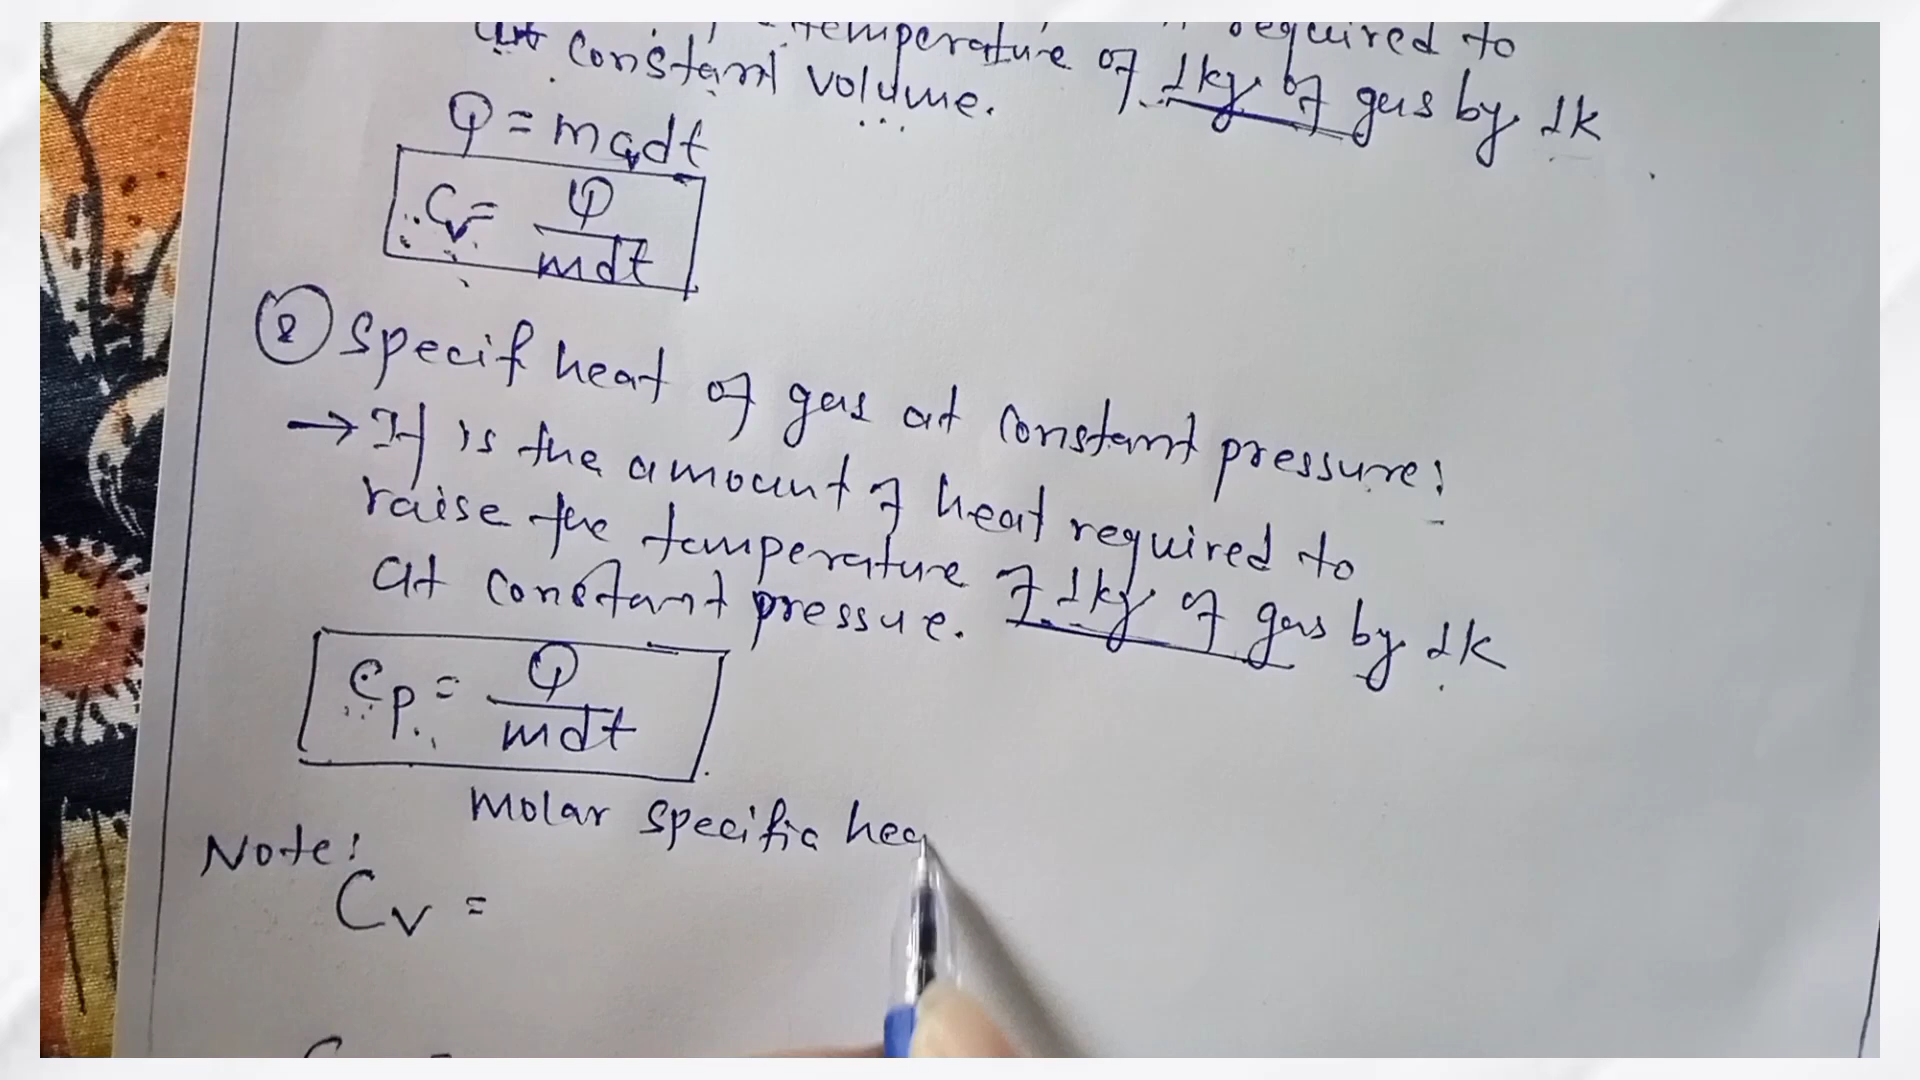 temperature of 1kg of gas by 1k
required to
at constant volume.
Q = mcvdt
Cv = Q
mdt
② Specif heat of gas at constant pressure:
→ It is the amount of heat required to
raise the temperature of 1kg of gas by 1k
at constant pressue.
Cp = Q
mdt
Molar specific hea
Note:
Cv =